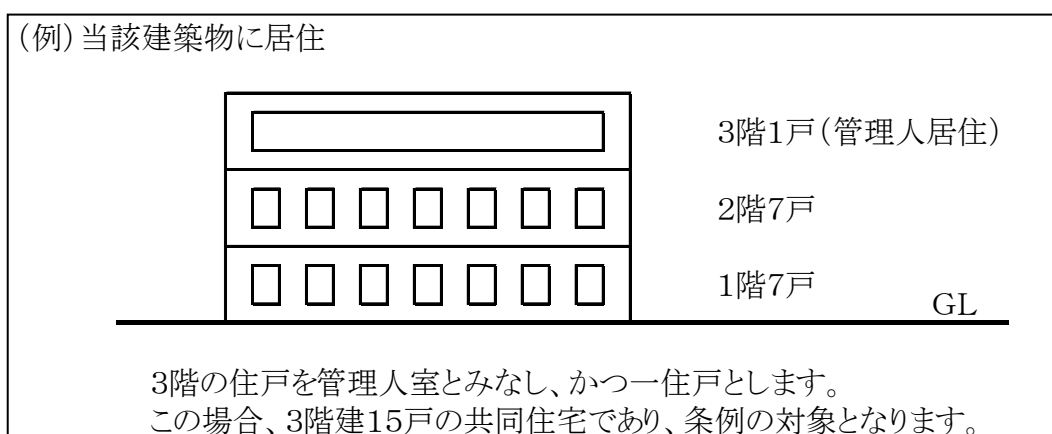 (例)当該建築物に居住
3階1戸(管理人居住)
2階7戸
1階7戸
GL
3階の住戸を管理人室とみなし、かつ一住戸とします。
この場合、3階建15戸の共同住宅であり、条例の対象となります。